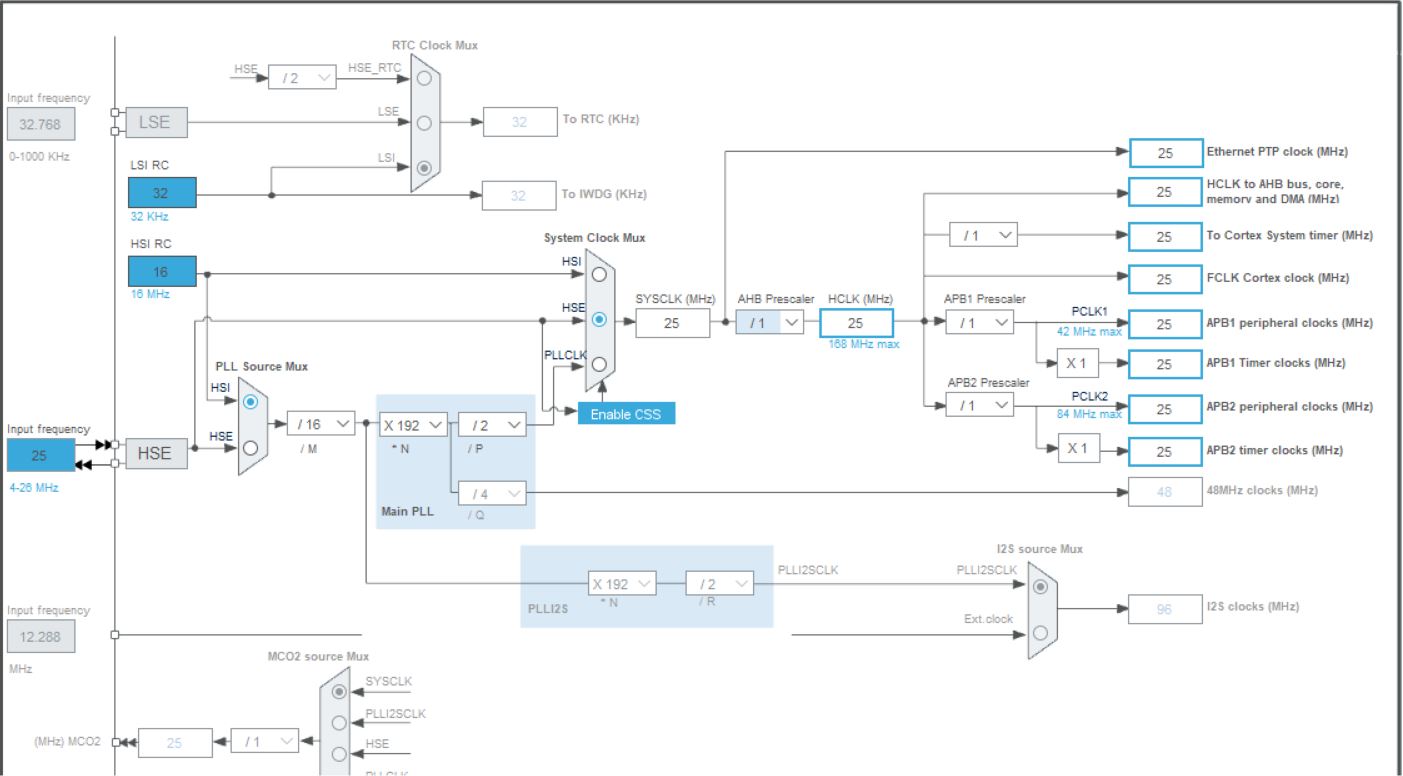 RTC Clock Mux
HSE
/ 2
HSE_RTC
Input frequency
32.768
0-1000 KHz
LSE
LSE
32
To RTC (KHz)
LSI RC
32
32 KHz
LSI
32
To IWDG (KHz)
HSI RC
16
16 MHz
System Clock Mux
HSI
HSE
PLLCLK
SYSCLK (MHz)
25
AHB Prescaler
/ 1
HCLK (MHz)
25
168 MHz max
25
Ethernet PTP clock (MHz)
25
HCLK to AHB bus, core,
memory and DMA (MHz)
/ 1
25
To Cortex System timer (MHz)
25
FCLK Cortex clock (MHz)
APB1 Prescaler
/ 1
PCLK1
42 MHz max
25
APB1 peripheral clocks (MHz)
X 1
25
APB1 Timer clocks (MHz)
APB2 Prescaler
/ 1
PCLK2
84 MHz max
25
APB2 peripheral clocks (MHz)
X 1
25
APB2 timer clocks (MHz)
48
48MHz clocks (MHz)
PLL Source Mux
HSI
HSE
Input frequency
25
4-26 MHz
HSE
/ 16
/ M
X 192
* N
/ 2
/ P
/ 4
/ Q
Main PLL
Enable CSS
X 192
* N
/ 2
/ R
PLLI2S
PLLI2SCLK
I2S source Mux
PLLI2SCLK
Ext.clock
96
I2S clocks (MHz)
Input frequency
12.288
MHz
MCO2 source Mux
SYSCLK
PLLI2SCLK
HSE
PLLCLK
(MHz) MCO2
25
/ 1